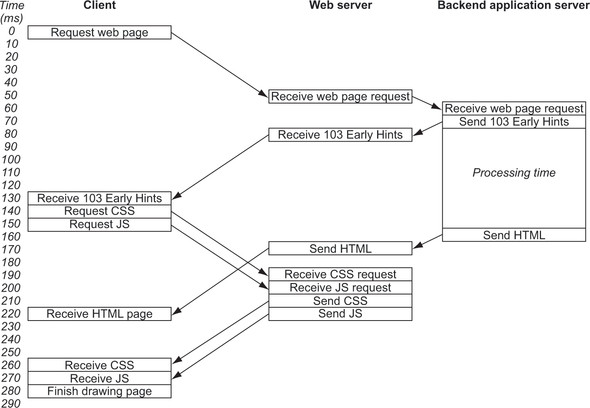 Time
(ms)
Client
Web server
Backend application server
0
Request web page
10
20
30
40
50
Receive web page request
60
Receive web page request
70
Send 103 Early Hints
80
Receive 103 Early Hints
90
100
110
Processing time
120
130
Receive 103 Early Hints
140
Request CSS
150
Request JS
160
Send HTML
170
Send HTML
180
190
Receive CSS request
200
Receive JS request
210
Send CSS
220
Receive HTML page
Send JS
230
240
250
260
Receive CSS
270
Receive JS
280
Finish drawing page
290